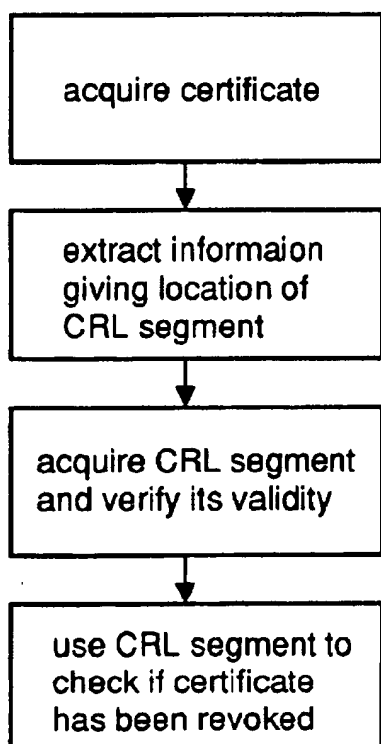 acquire certificate
extract informaion
giving location of
CRL segment
acquire CRL segment
and verify its validity
use CRL segment to
check if certificate
has been revoked